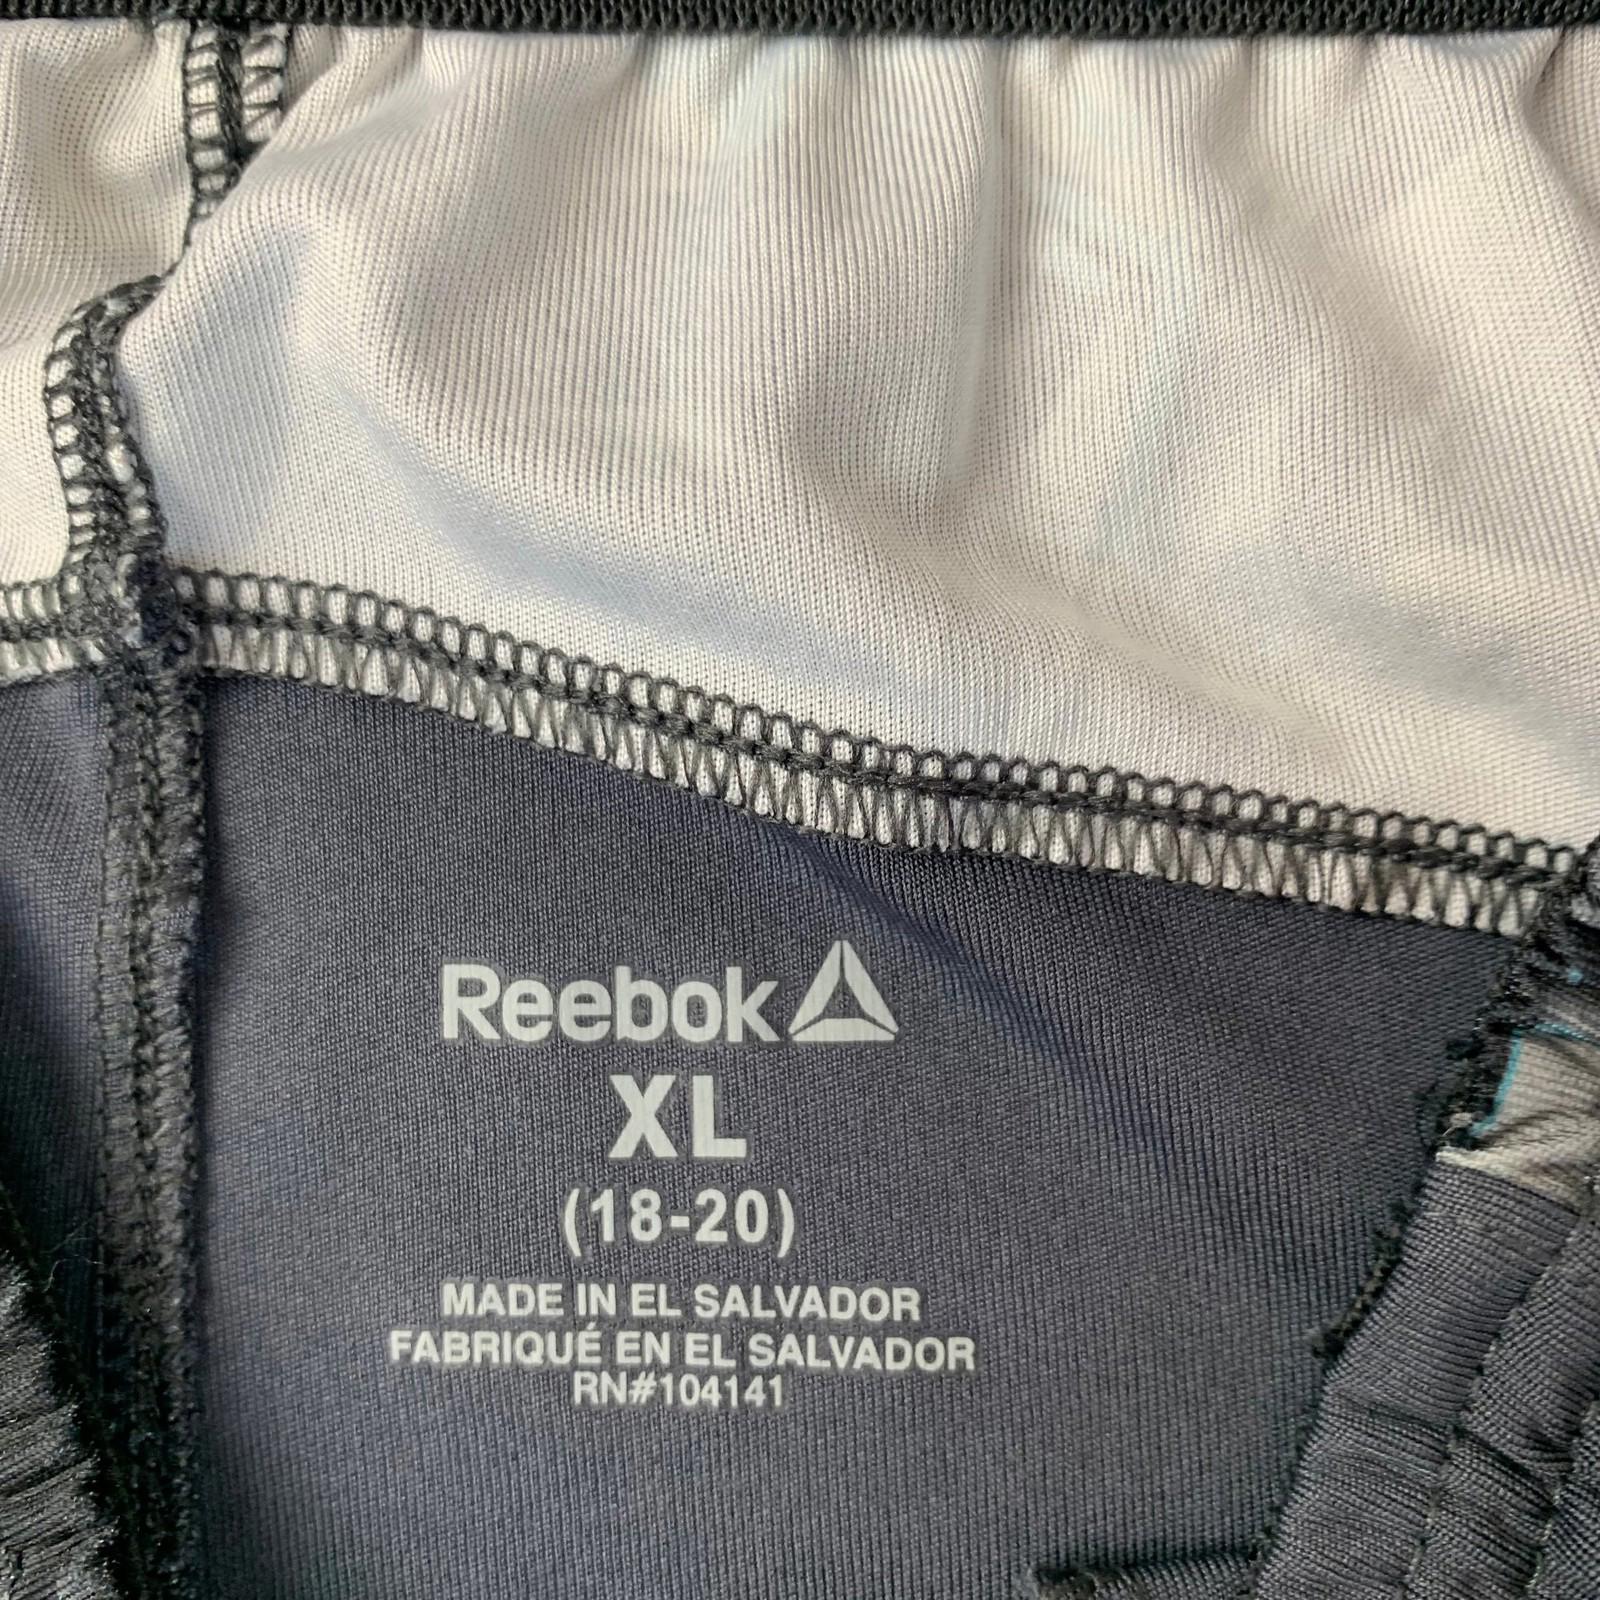 Reebok
XL
(18-20)
MADE IN EL SALVADOR
FABRIQUÉ EN EL SALVADOR
RN#104141